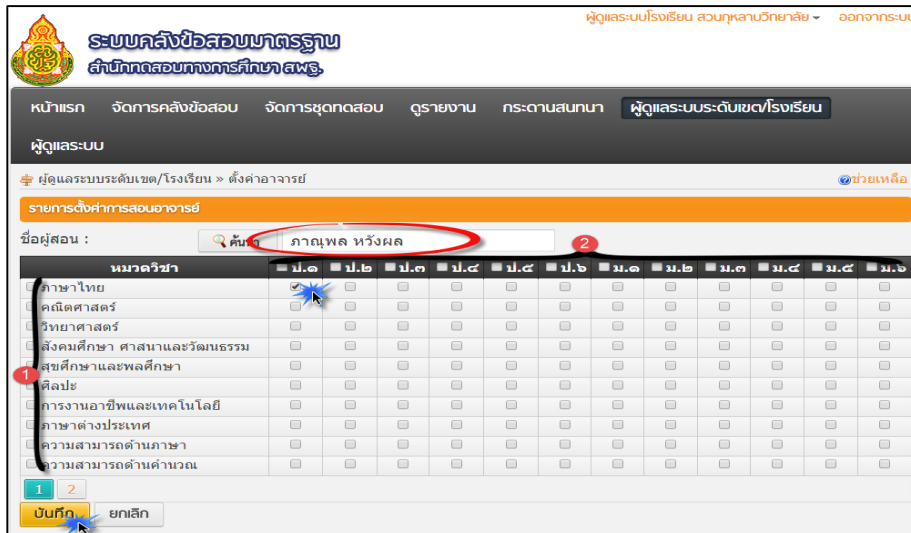 ผู้ดูแลระบบโรงเรียน สวนกุหลาบวิทยาลัย ออกจากระบบ
ระบบคลังข้อสอบมาตรฐาน
สำนักทดสอบทางการศึกษา สพฐ.
หน้าแรก จัดการคลังข้อสอบ จัดการชุดทดสอบ ดูรายงาน กระดานสนทนา ผู้ดูแลระบบระดับเขต/โรงเรียน
ผู้ดูแลระบบ
ผู้ดูแลระบบระดับเขต/โรงเรียน » ตั้งค่าอาจารย์ ช่วยเหลือ
รายการตั้งค่าการสอนอาจารย์
ชื่อผู้สอน : ค้นหา ภาณุพล หวังผล
2
หมวดวิชา ป.๑ ป.๒ ป.๓ ป.๔ ป.๕ ป.๖ ม.๑ ม.๒ ม.๓ ม.๔ ม.๕ ม.๖
ภาษาไทย
คณิตศาสตร์
วิทยาศาสตร์
สังคมศึกษา ศาสนาและวัฒนธรรม
สุขศึกษาและพลศึกษา
1
ศิลปะ
การงานอาชีพและเทคโนโลยี
ภาษาต่างประเทศ
ความสามารถด้านภาษา
ความสามารถด้านคำนวณ
1 2
บันทึก ยกเลิก